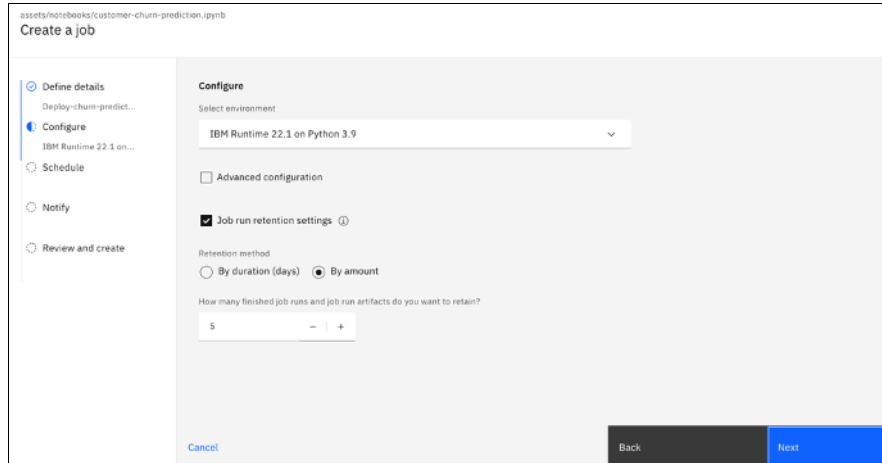 assets/notebooks/customer-churn-prediction.ipynb
Create a job
Define details
Deploy-churn-predict...
Configure
IBM Runtime 22.1 on...
Schedule
Notify
Review and create
Configure
Select environment
IBM Runtime 22.1 on Python 3.9
Advanced configuration
Job run retention settings
Retention method
By duration (days) By amount
How many finished job runs and job run artifacts do you want to retain?
5 − +
Cancel
Back Next